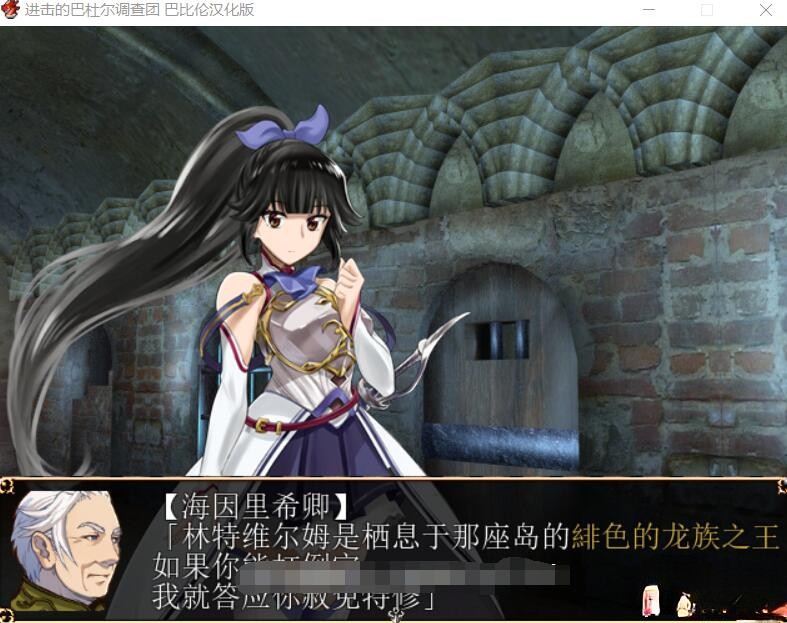 进击的巴杜尔调查团 巴比伦汉化版
【海因里希卿】
「林特维尔姆是栖息于那座岛的緋色的龙族之王
如果你能打倒它
我就答应你赦免特修」